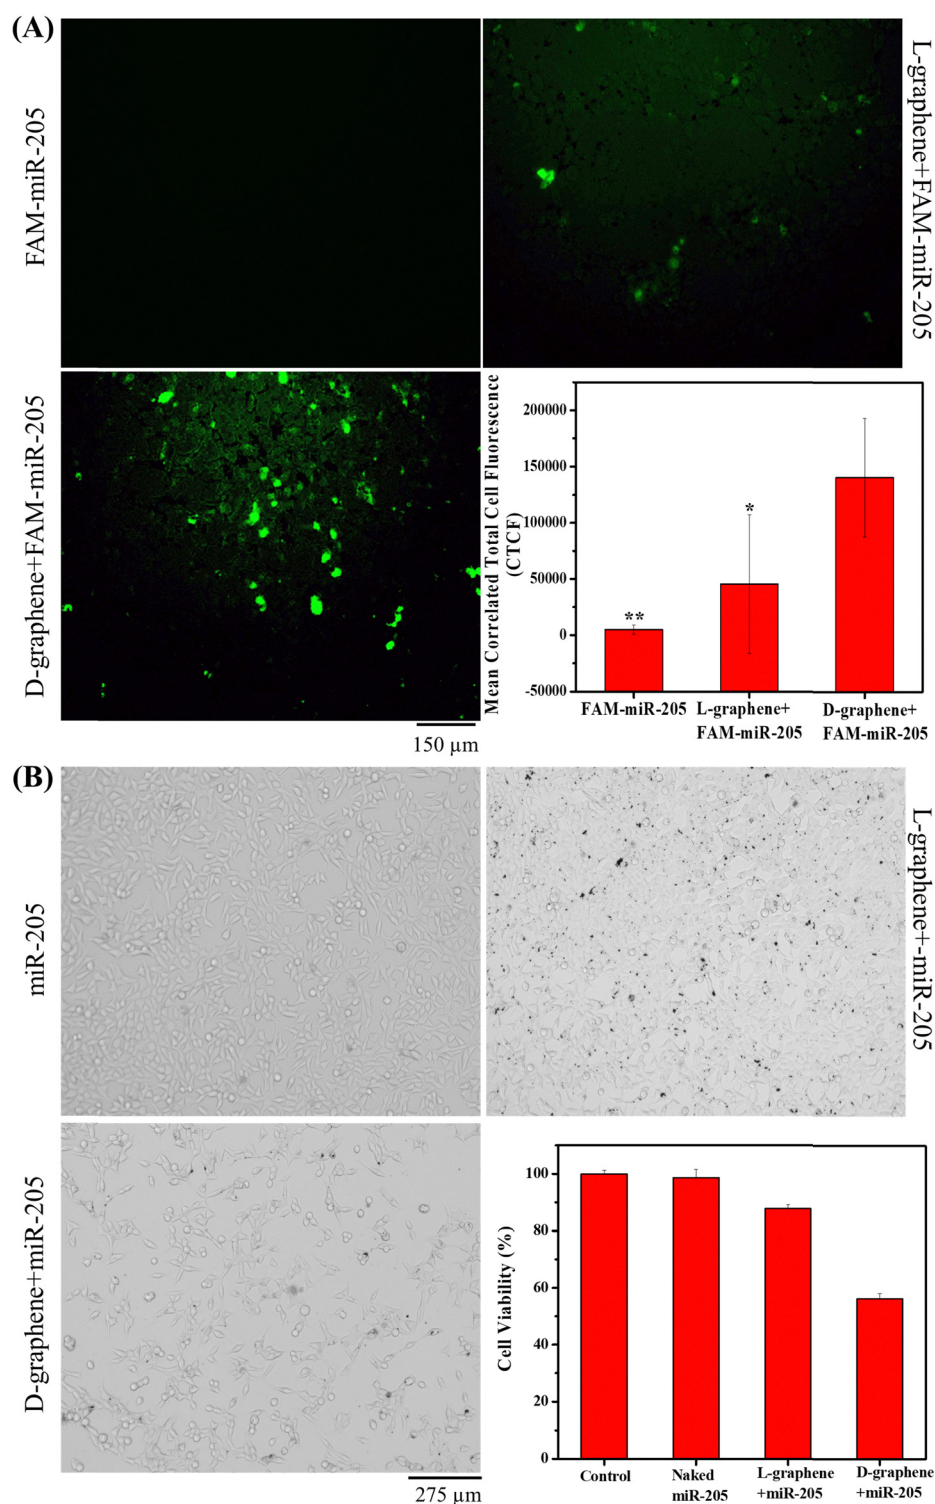 (A)
FAM-miR-205
L-graphene+FAM-miR-205
D-graphene+FAM-miR-205
150 µm
Mean Correlated Total Cell Fluorescence
(CTCF)
200000
150000
100000
50000
0
-50000
**
*
FAM-miR-205
L-graphene+
FAM-miR-205
D-graphene+
FAM-miR-205
(B)
miR-205
L-graphene+-miR-205
D-graphene+miR-205
275 µm
Cell Viability (%)
100
80
60
40
20
0
Control
Naked
miR-205
L-graphene
+miR-205
D-graphene
+miR-205